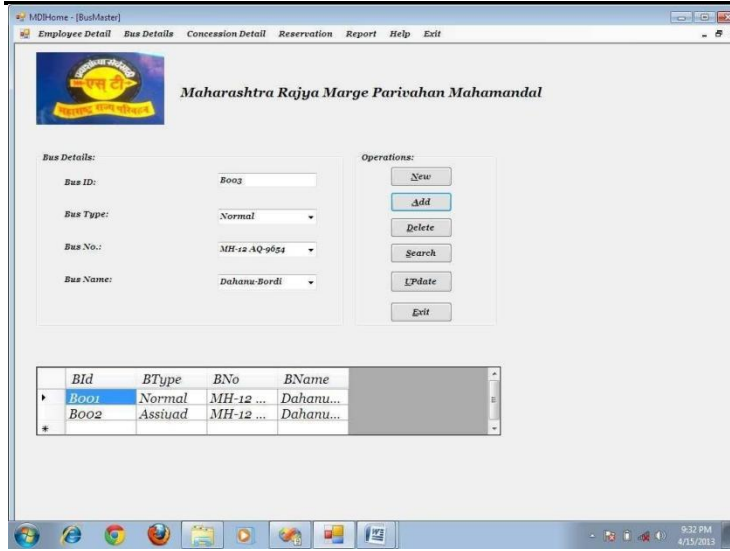 MDIHome - [BusMaster]
Employee Detail Bus Details Concession Detail Reservation Report Help Exit
एस टी
Maharashtra Rajya Marge Parivahan Mahamandal
Bus Details:
Bus ID: B003
Bus Type: Normal
Bus No.: MH-12 AQ-9654
Bus Name: Dahanu-Bordi
Operations:
New
Add
Delete
Search
UPdate
Exit
BId BType BNo BName
B001 Normal MH-12 ... Dahanu...
B002 Assiuad MH-12 ... Dahanu...
9:32 PM
4/15/2013